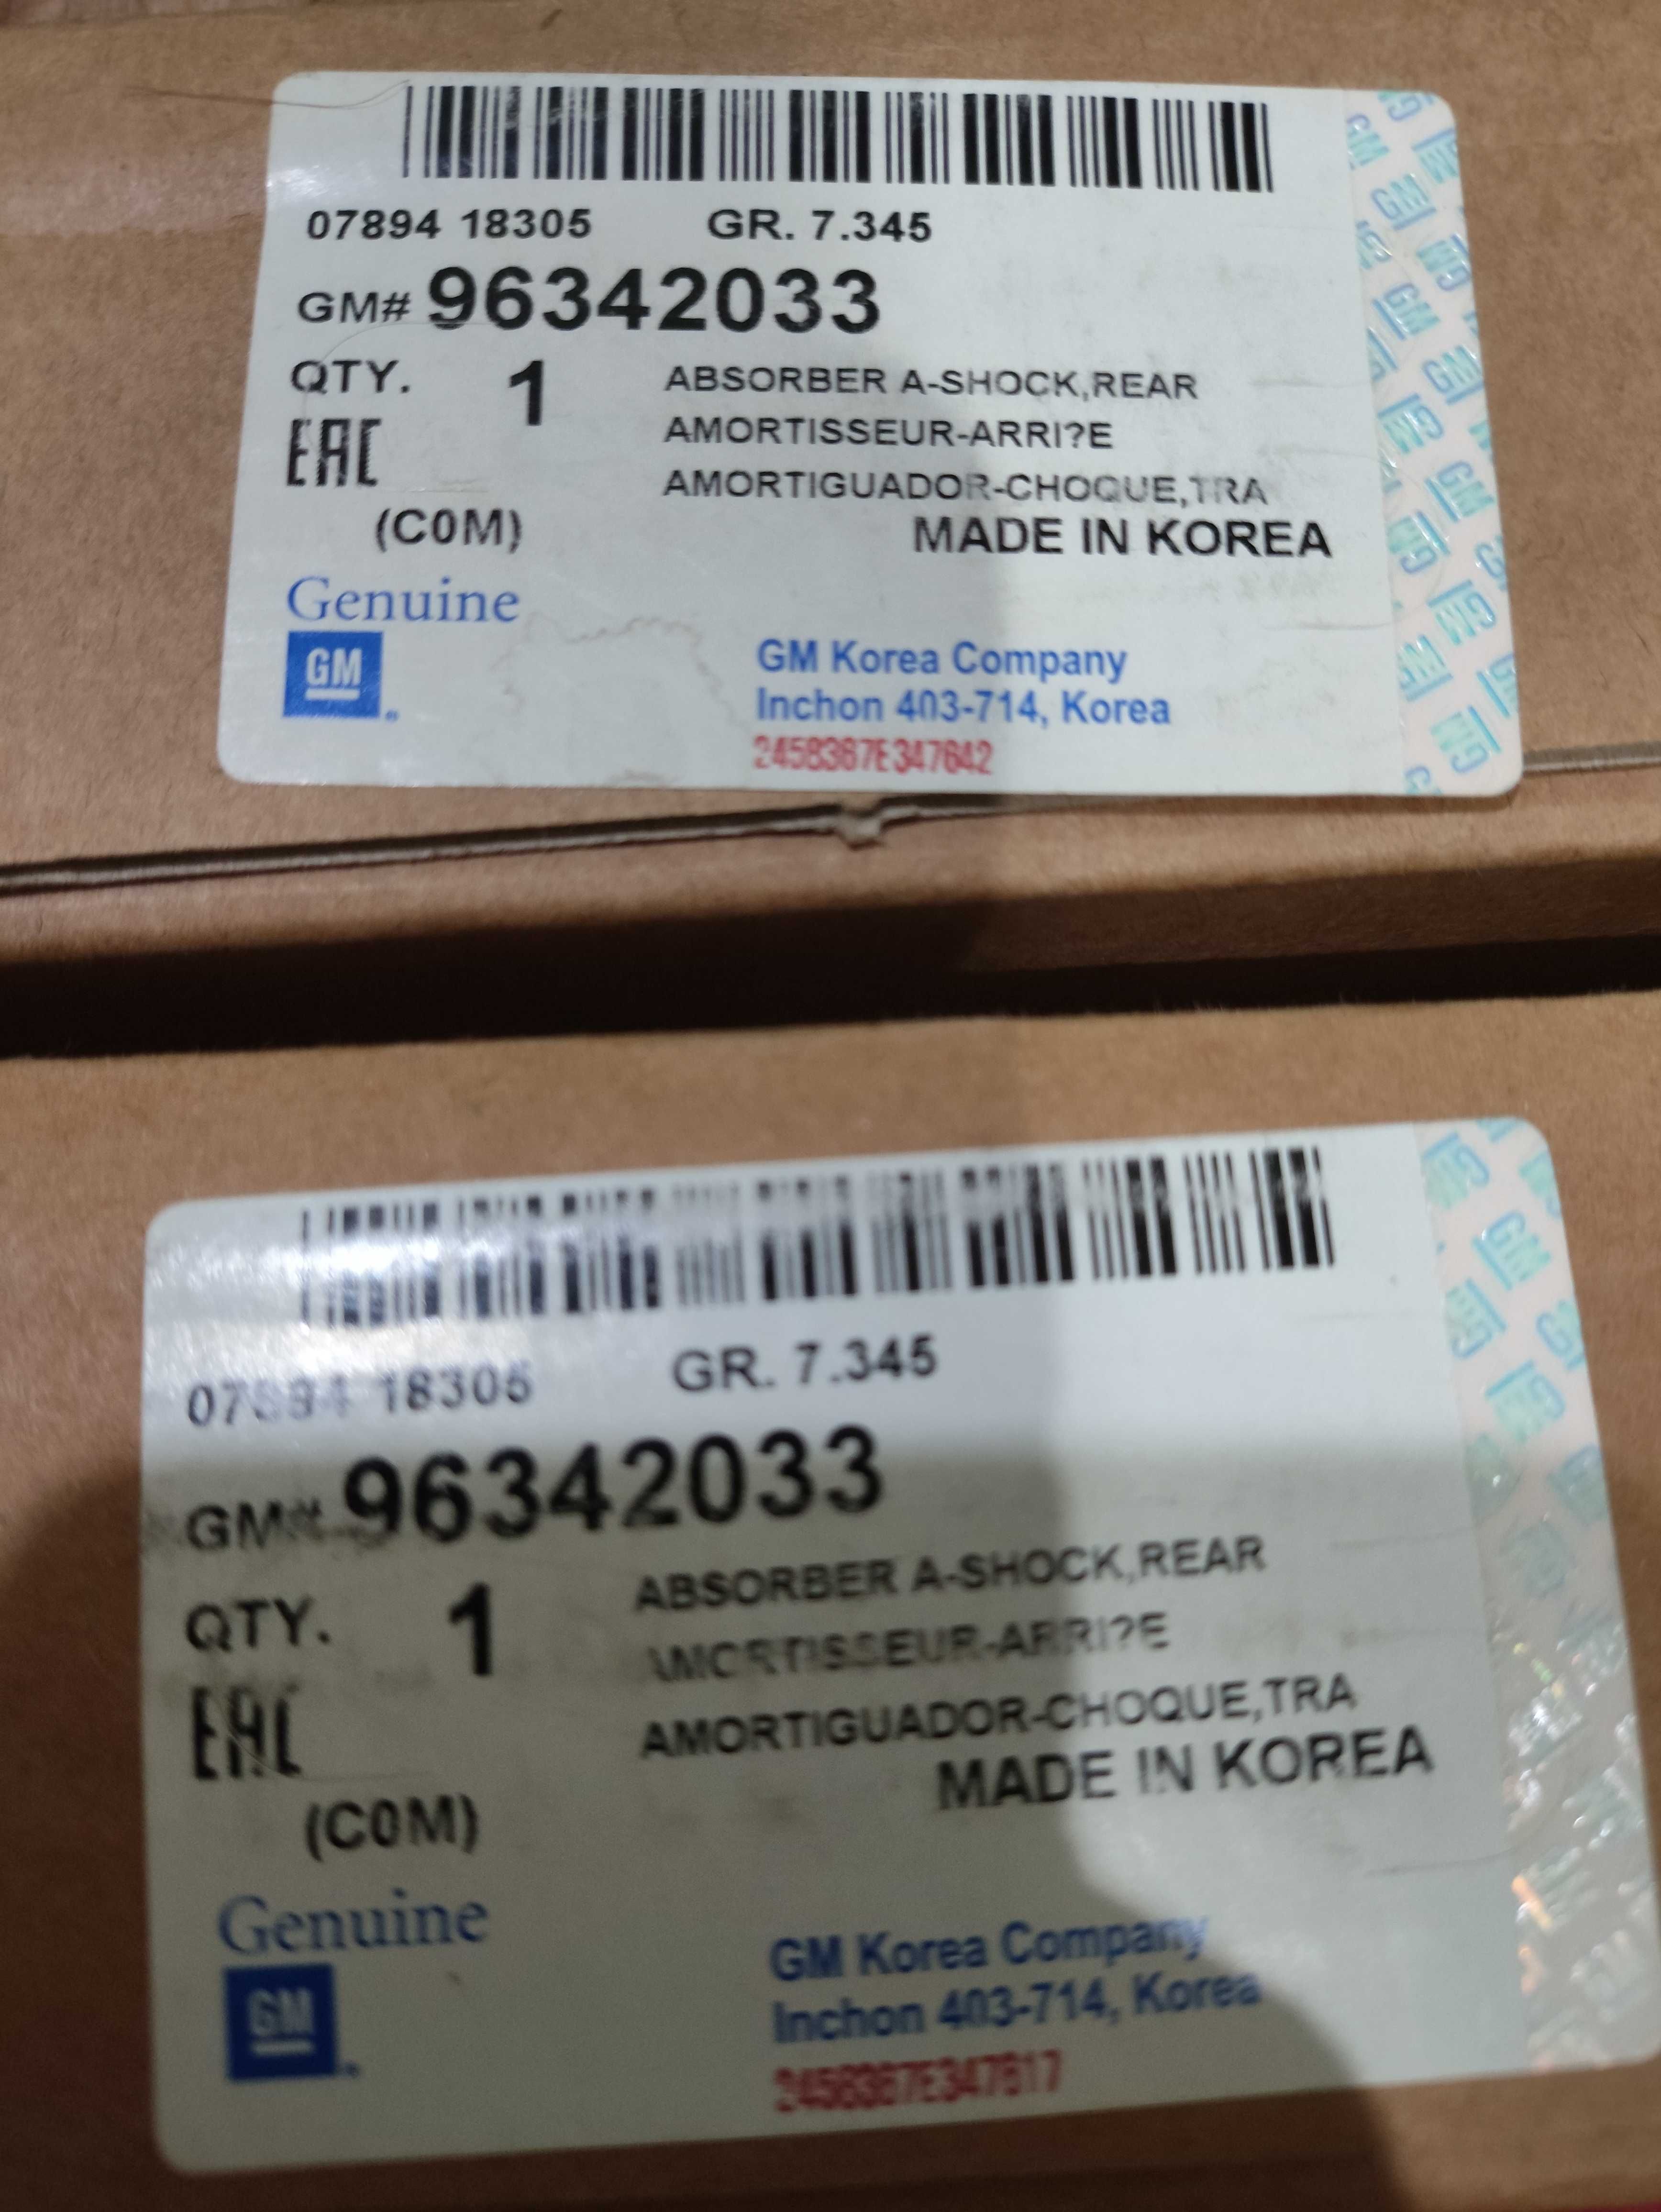 07894 18305 GR. 7.345
GM# 96342033
QTY. 1 ABSORBER A-SHOCK,REAR
AMORTISSEUR-ARRI?E
EAC AMORTIGUADOR-CHOQUE,TRA
(C0M) MADE IN KOREA
Genuine
GM
GM Korea Company
Inchon 403-714, Korea
2458367E347642
07894 18305 GR. 7.345
GM# 96342033
QTY. 1 ABSORBER A-SHOCK,REAR
AMORTISSEUR-ARRI?E
EAC AMORTIGUADOR-CHOQUE,TRA
(C0M) MADE IN KOREA
Genuine
GM
GM Korea Company
Inchon 403-714, Korea
2458367E347617